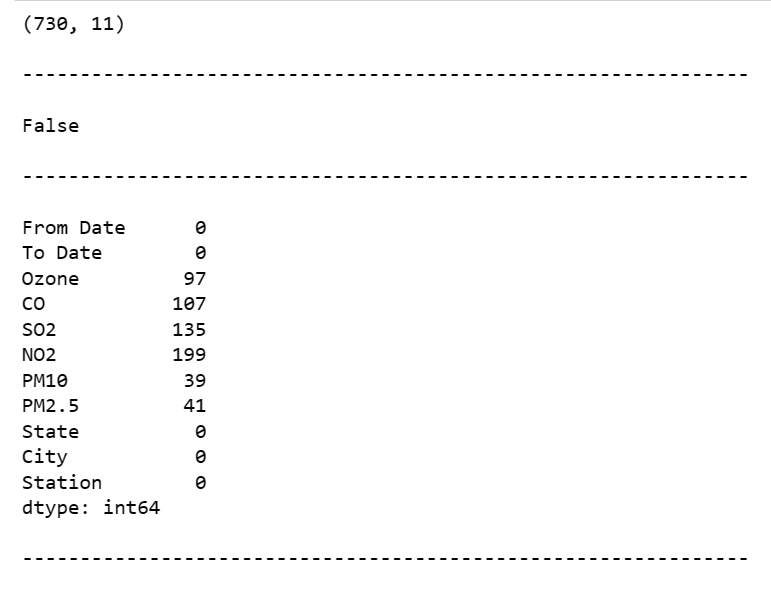 (730, 11)
-----------------------------------------------------------------
False
-----------------------------------------------------------------
From Date 0
To Date 0
Ozone 97
CO 107
SO2 135
NO2 199
PM10 39
PM2.5 41
State 0
City 0
Station 0
dtype: int64
-----------------------------------------------------------------